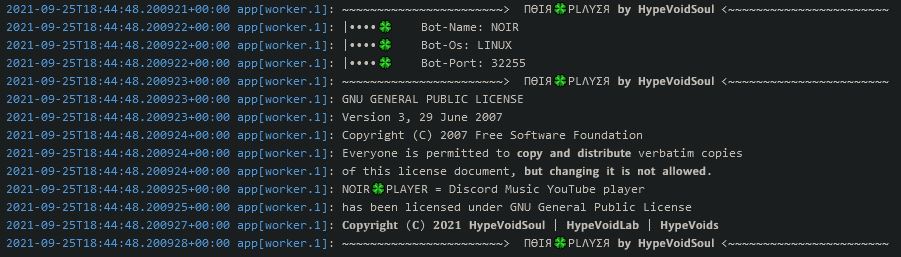 2021-09-25T18:44:48.200921+00:00 app[worker.1]: ~~~~~~~~~~~~~~~~~~~~~~~~> ПӨIЯ🍀PLΛYΣЯ by HypeVoidSoul <~~~~~~~~~~~~~~~~~~~~~~~~
2021-09-25T18:44:48.200922+00:00 app[worker.1]: |••••🍀 Bot-Name: NOIR
2021-09-25T18:44:48.200922+00:00 app[worker.1]: |••••🍀 Bot-Os: LINUX
2021-09-25T18:44:48.200922+00:00 app[worker.1]: |••••🍀 Bot-Port: 32255
2021-09-25T18:44:48.200923+00:00 app[worker.1]: ~~~~~~~~~~~~~~~~~~~~~~~~> ПӨIЯ🍀PLΛYΣЯ by HypeVoidSoul <~~~~~~~~~~~~~~~~~~~~~~~~
2021-09-25T18:44:48.200923+00:00 app[worker.1]: GNU GENERAL PUBLIC LICENSE
2021-09-25T18:44:48.200923+00:00 app[worker.1]: Version 3, 29 June 2007
2021-09-25T18:44:48.200924+00:00 app[worker.1]: Copyright (C) 2007 Free Software Foundation
2021-09-25T18:44:48.200924+00:00 app[worker.1]: Everyone is permitted to copy and distribute verbatim copies
2021-09-25T18:44:48.200924+00:00 app[worker.1]: of this license document, but changing it is not allowed.
2021-09-25T18:44:48.200925+00:00 app[worker.1]: NOIR🍀PLAYER = Discord Music YouTube player
2021-09-25T18:44:48.200925+00:00 app[worker.1]: has been licensed under GNU General Public License
2021-09-25T18:44:48.200927+00:00 app[worker.1]: Copyright (C) 2021 HypeVoidSoul | HypeVoidLab | HypeVoids
2021-09-25T18:44:48.200928+00:00 app[worker.1]: ~~~~~~~~~~~~~~~~~~~~~~~~> ПӨIЯ🍀PLΛYΣЯ by HypeVoidSoul <~~~~~~~~~~~~~~~~~~~~~~~~